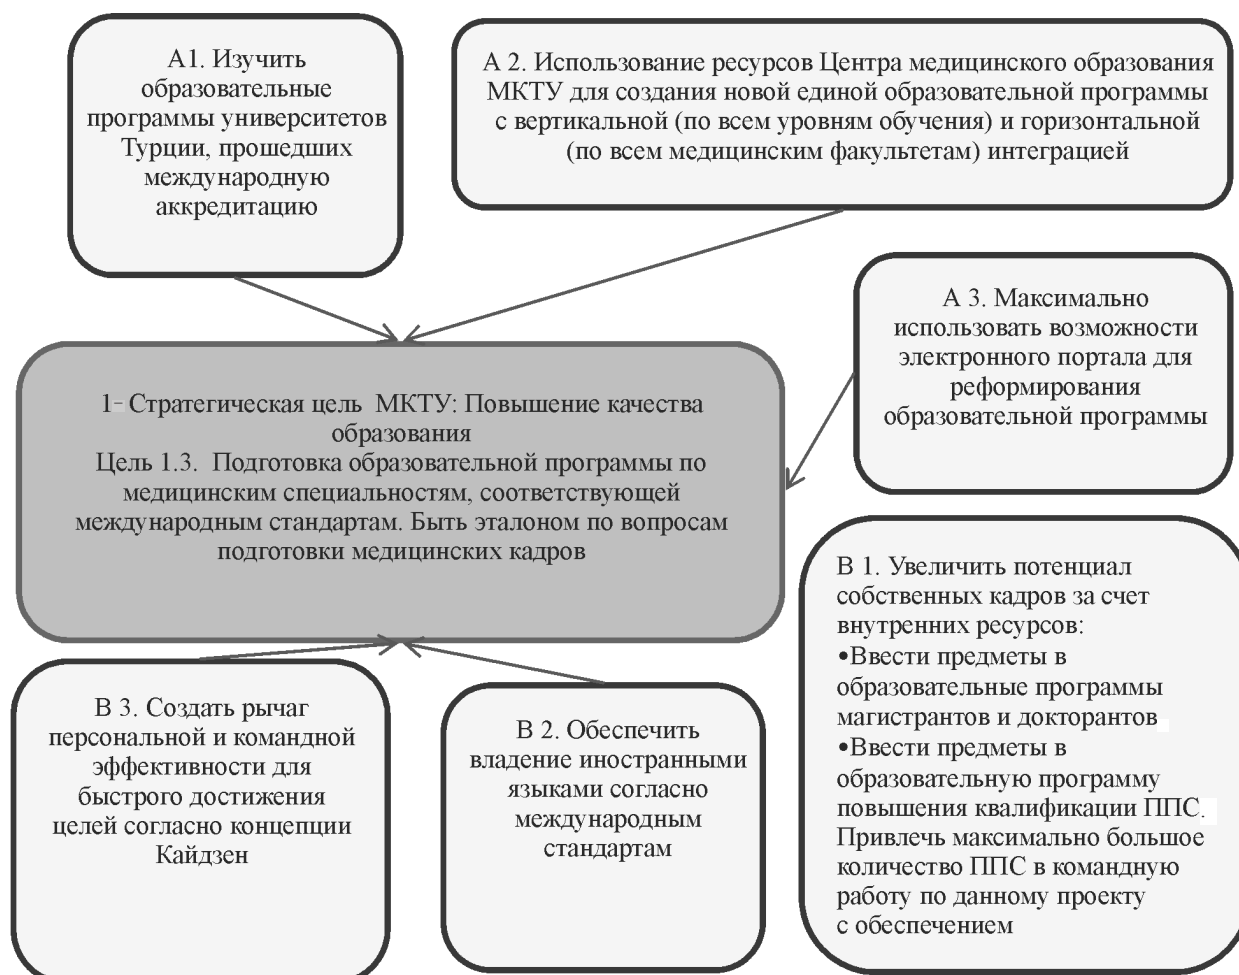 А1. Изучить
образовательные
программы университетов
Турции, прошедших
международную
аккредитацию
А 2. Использование ресурсов Центра медицинского образования
МКТУ для создания новой единой образовательной программы
с вертикальной (по всем уровням обучения) и горизонтальной
(по всем медицинским факультетам) интеграцией
А 3. Максимально
использовать возможности
электронного портала для
реформирования
образовательной программы
1- Стратегическая цель МКТУ: Повышение качества
образования
Цель 1.3. Подготовка образовательной программы по
медицинским специальностям, соответствующей
международным стандартам. Быть эталоном по вопросам
подготовки медицинских кадров
В 1. Увеличить потенциал
собственных кадров за счет
внутренних ресурсов:
•Ввести предметы в
образовательные программы
магистрантов и докторантов
•Ввести предметы в
образовательную программу
повышения квалификации ППС.
Привлечь максимально большое
количество ППС в командную
работу по данному проекту
с обеспечением
В 3. Создать рычаг
персональной и командной
эффективности для
быстрого достижения
целей согласно концепции
Кайдзен
В 2. Обеспечить
владение иностранными
языками согласно
международным
стандартам